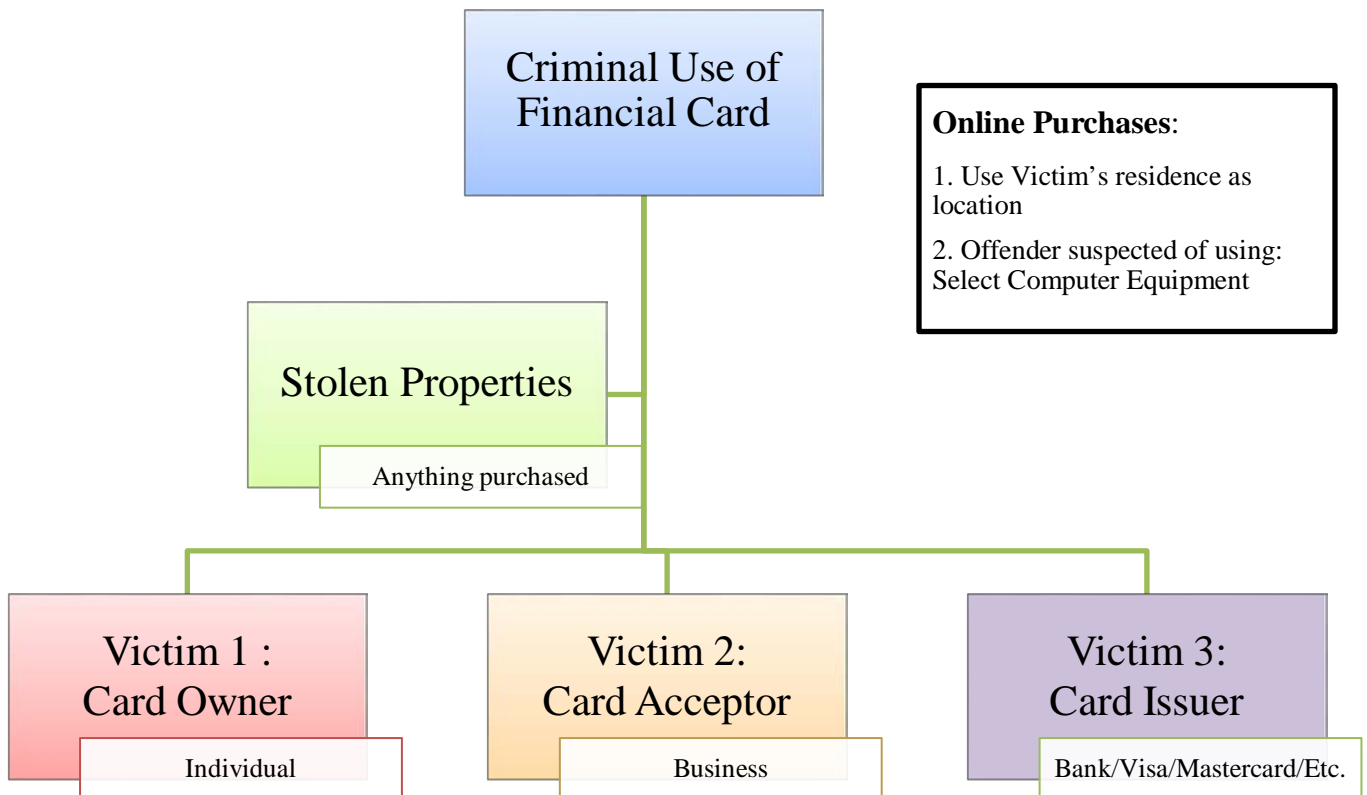 Criminal Use of
Financial Card
Online Purchases:
1. Use Victim’s residence as
location
2. Offender suspected of using:
Select Computer Equipment
Stolen Properties
Anything purchased
Victim 1 :
Card Owner
Individual
Victim 2:
Card Acceptor
Business
Victim 3:
Card Issuer
Bank/Visa/Mastercard/Etc.